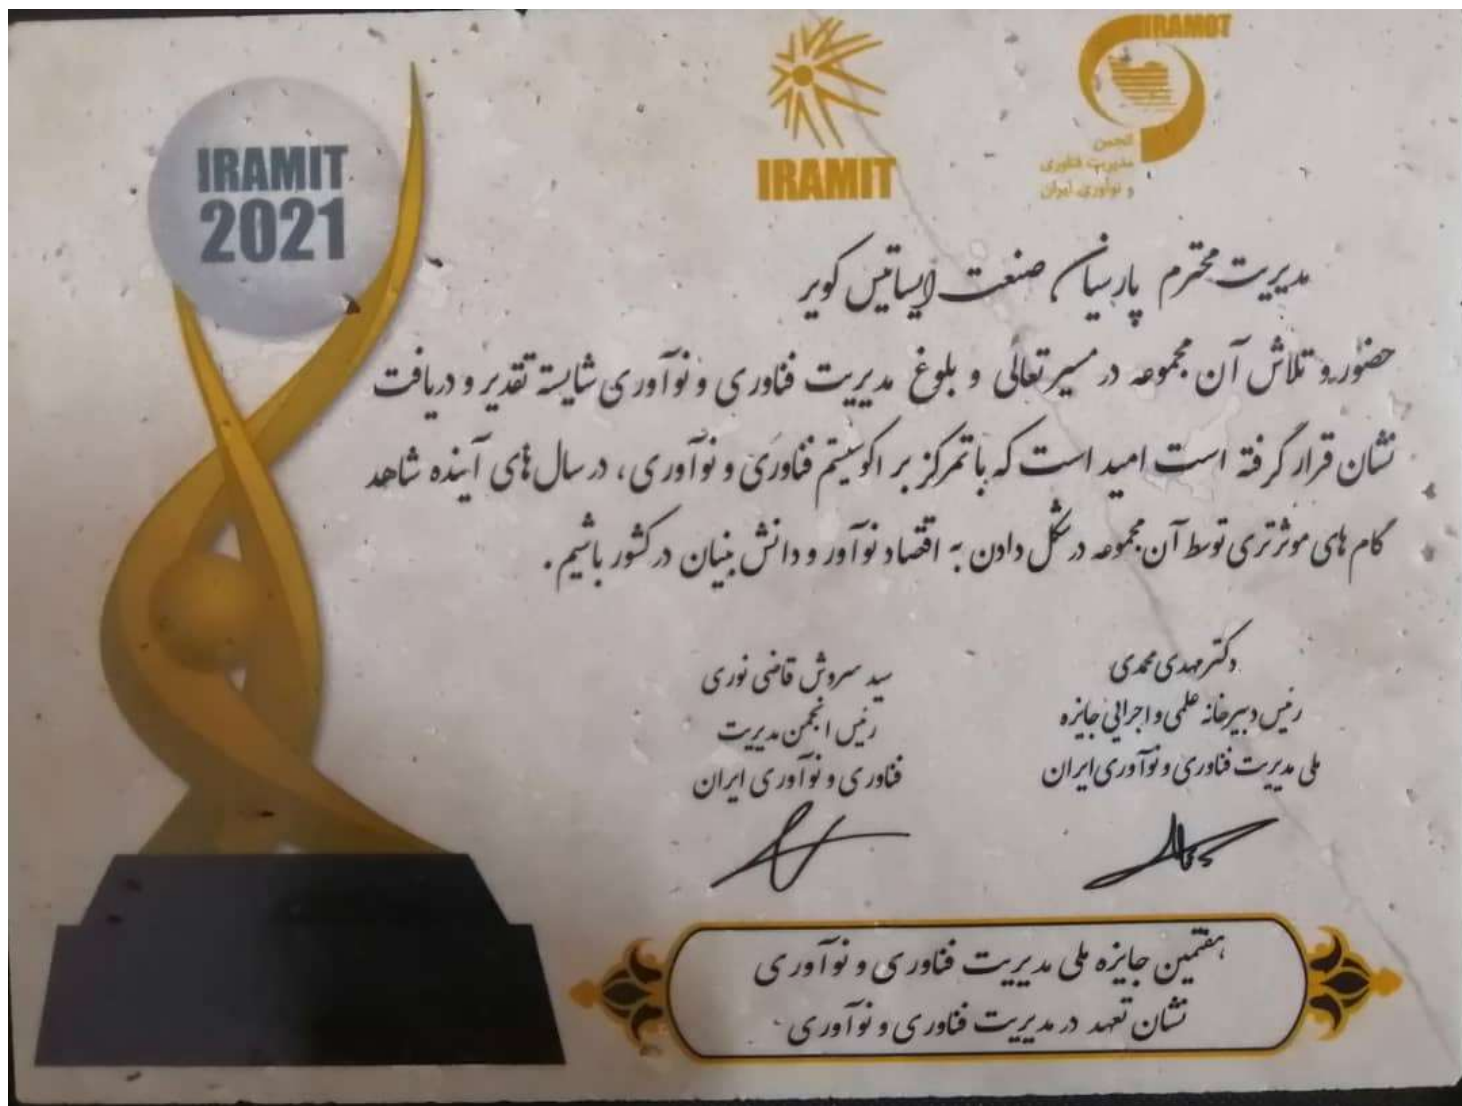 IRAMOT
انجمن
مدیریت فناوری
و نوآوری ایران
IRAMIT
IRAMIT
2021
مدیریت محترم پارسیان صنعت ایساتیس کویر
حضور و تلاش آن مجموعه در مسیر تعالی و بلوغ مدیریت فناوری و نوآوری شایسته تقدیر و دریافت
نشان قرار گرفته است امید است که با تمرکز بر اکوسیستم فناوری و نوآوری، در سال های آینده شاهد
گام های موثرتری توسط آن مجموعه در شکل دادن به اقتصاد نوآور و دانش بنیان در کشور باشیم.
دکتر مهدی محمدی
رئیس دبیرخانه علمی و اجرایی جایزه
ملی مدیریت فناوری و نوآوری ایران
سید سروش قاضی نوری
رئیس انجمن مدیریت
فناوری و نوآوری ایران
هفتمین جایزه ملی مدیریت فناوری و نوآوری
نشان تعهد در مدیریت فناوری و نوآوری